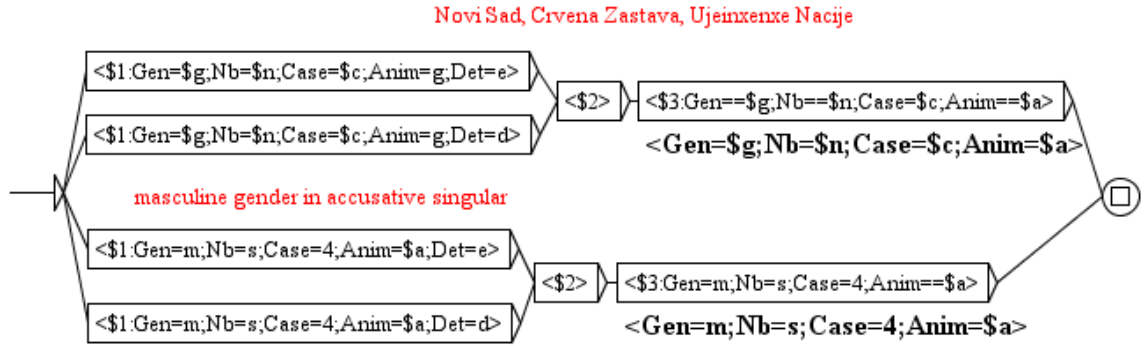 Novi Sad, Crvena Zastava, Ujeinxenxe Nacije
<$1:Gen=$g;Nb=$n;Case=$c;Anim=g;Det=e>
<$2>
<$3:Gen==$g;Nb==$n;Case=$c;Anim==$a>
<$1:Gen=$g;Nb=$n;Case=$c;Anim=g;Det=d>
<Gen=$g;Nb=$n;Case=$c;Anim=$a>
masculine gender in accusative singular
<$1:Gen=m;Nb=s;Case=4;Anim=$a;Det=e>
<$2>
<$3:Gen=m;Nb=s;Case=4;Anim==$a>
<$1:Gen=m;Nb=s;Case=4;Anim=$a;Det=d>
<Gen=m;Nb=s;Case=4;Anim=$a>